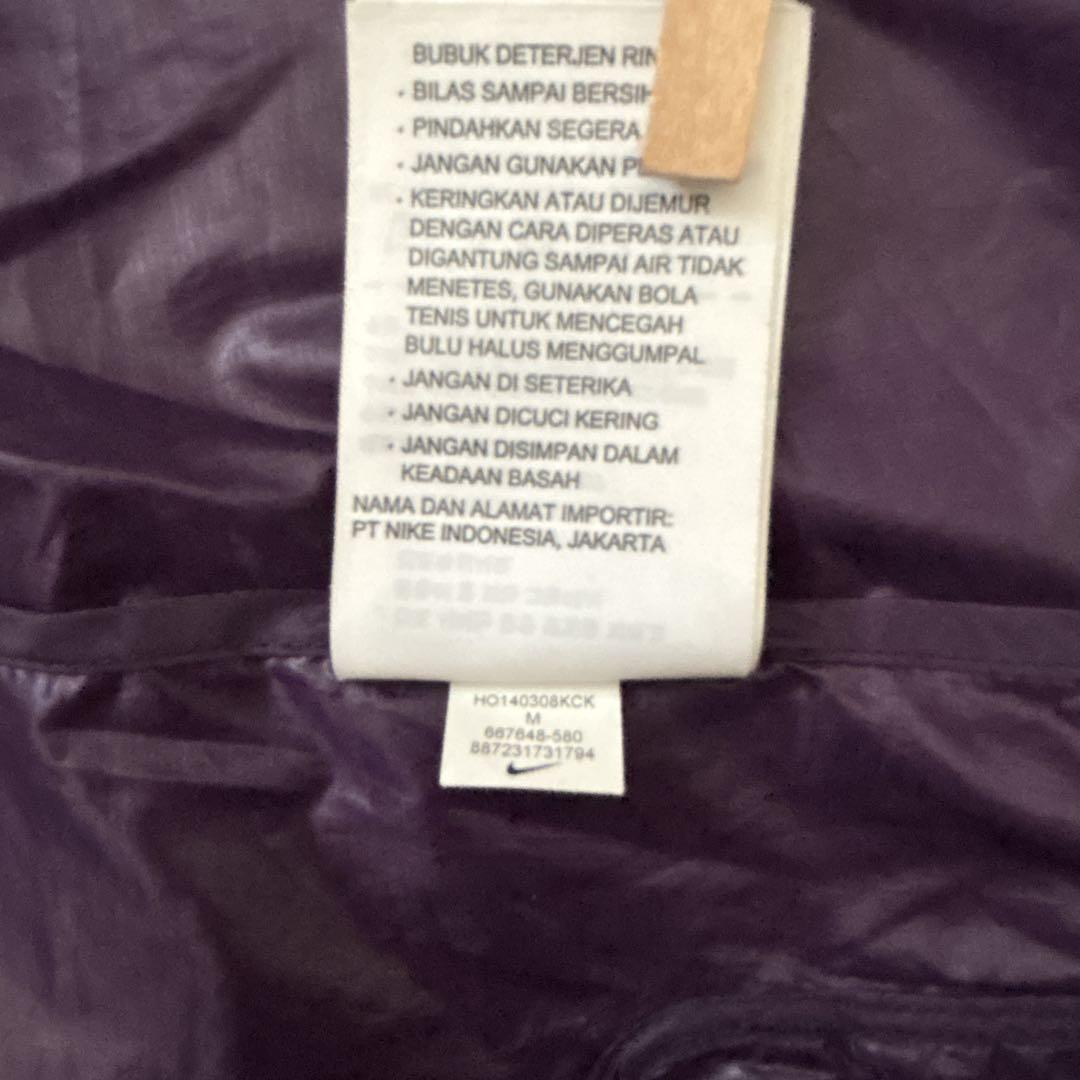 BUBUK DETERJEN
• BILAS SAMPAI BERSIH
• PINDAHKAN SEGERA
• JANGAN GUNAKAN
• KERINGKAN ATAU DIJEMUR
DENGAN CARA DIPERAS ATAU
DIGANTUNG SAMPAI AIR TIDAK
MENETES, GUNAKAN BOLA
TENIS UNTUK MENCEGAH
BULU HALUS MENGGUMPAL
• JANGAN DI SETERIKA
• JANGAN DICUCI KERING
• JANGAN DISIMPAN DALAM
KEADAAN BASAH
NAMA DAN ALAMAT IMPORTIR:
PT NIKE INDONESIA, JAKARTA
HO140308KCK
M
667648-580
887231731794